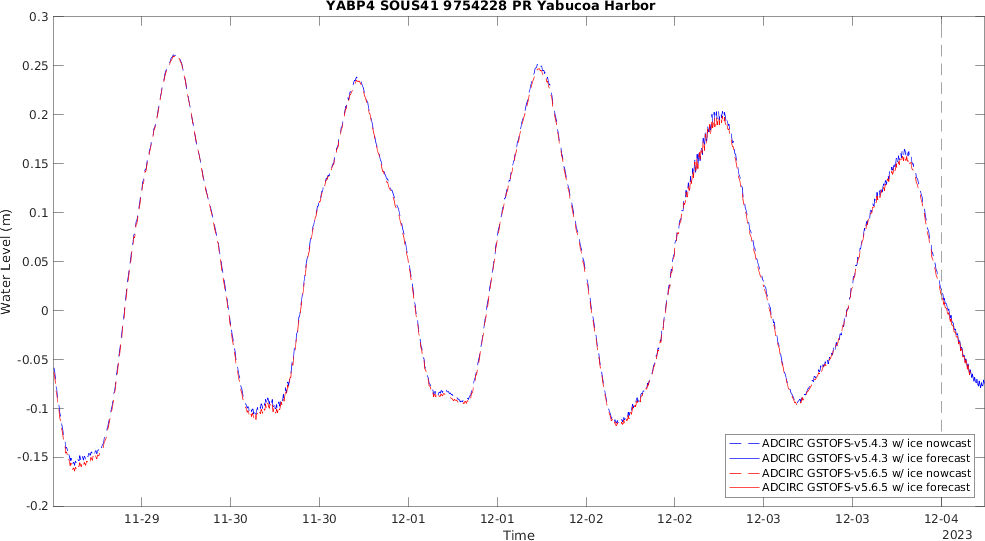 YABP4 SOUS41 9754228 PR Yabucoa Harbor
0.3
0.25
0.2
0.15
0.1
0.05
0
-0.05
-0.1
-0.15
-0.2
Water Level (m)
ADCIRC GSTOFS-v5.4.3 w/ ice nowcast
ADCIRC GSTOFS-v5.4.3 w/ ice forecast
ADCIRC GSTOFS-v5.6.5 w/ ice nowcast
ADCIRC GSTOFS-v5.6.5 w/ ice forecast
11-29 11-30 11-30 12-01 12-01 12-02 12-02 12-03 12-03 12-04
2023
Time